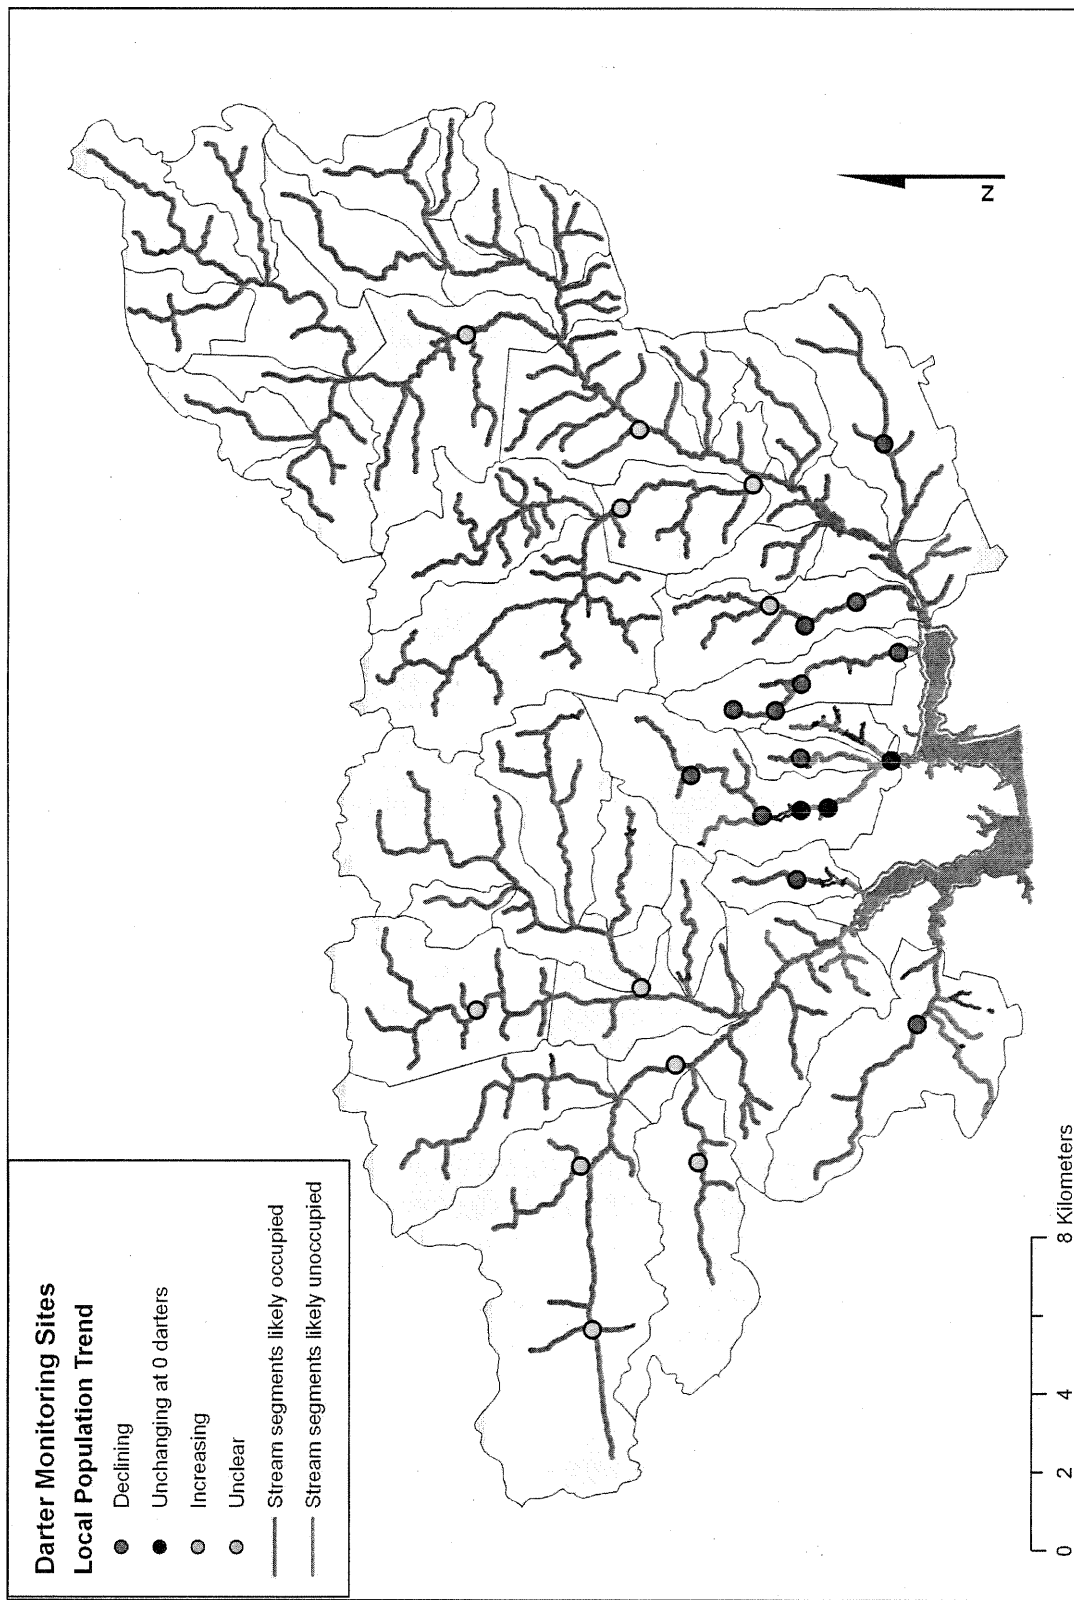 Darter Monitoring Sites
Local Population Trend
Declining
Unchanging at 0 darters
Increasing
Unclear
Stream segments likely occupied
Stream segments likely unoccupied
0 2 4 8 Kilometers
N